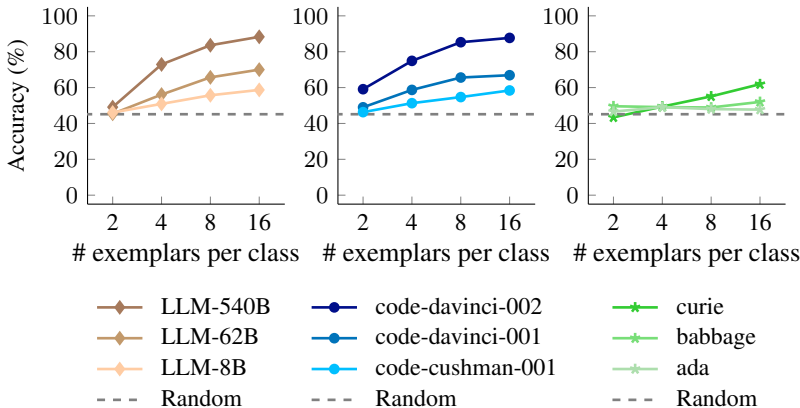 Accuracy (%)
100
80
60
40
20
0
2 4 8 16
# exemplars per class
100
80
60
40
20
0
2 4 8 16
# exemplars per class
100
80
60
40
20
0
2 4 8 16
# exemplars per class
LLM-540B
LLM-62B
LLM-8B
Random
code-davinci-002
code-davinci-001
code-cushman-001
Random
curie
babbage
ada
Random